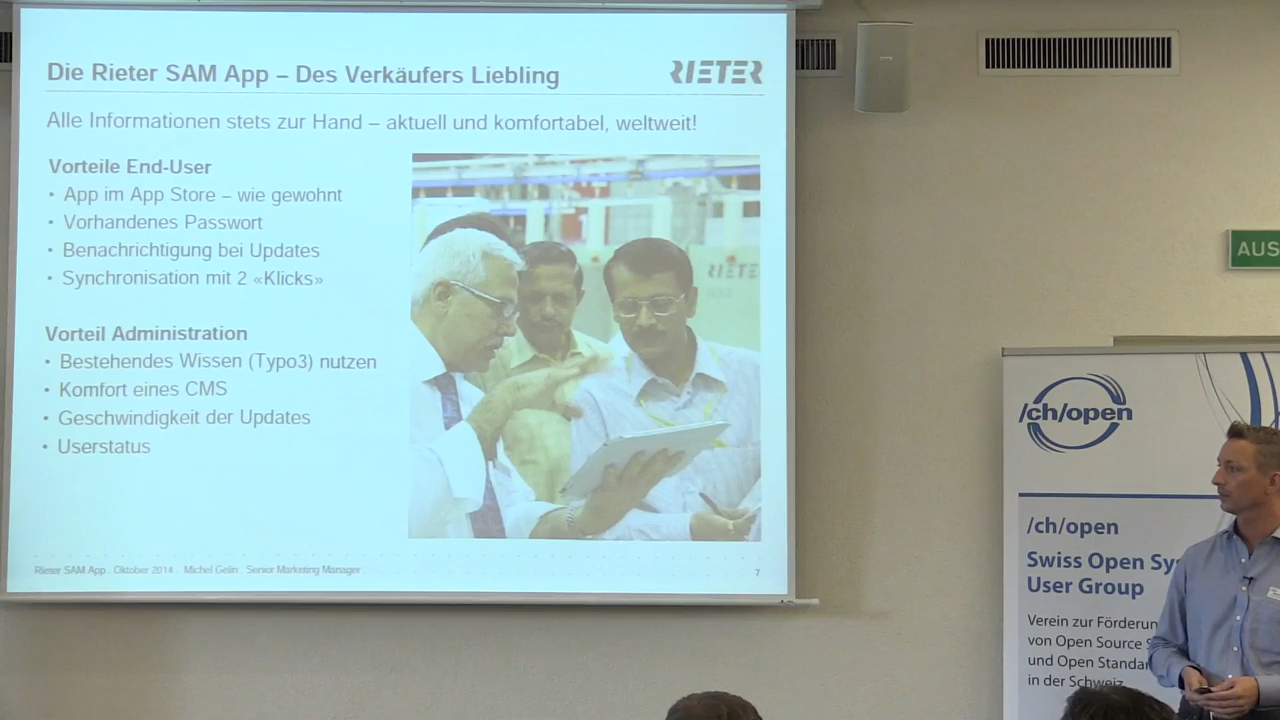 Die Rieter SAM App – Des Verkäufers Liebling
RIETER
Alle Informationen stets zur Hand – aktuell und komfortabel, weltweit!
Vorteile End-User
• App im App Store – wie gewohnt
• Vorhandenes Passwort
• Benachrichtigung bei Updates
• Synchronisation mit 2 «Klicks»
Vorteil Administration
• Bestehendes Wissen (Typo3) nutzen
• Komfort eines CMS
• Geschwindigkeit der Updates
• Userstatus
RIETER
Rieter SAM App . Oktober 2014 . Michel Gelin . Senior Marketing Manager
7
AUS
/ch/open
/ch/open
Swiss Open Sy
User Group
Verein zur Förderun
von Open Source S
und Open Standar
in der Schweiz